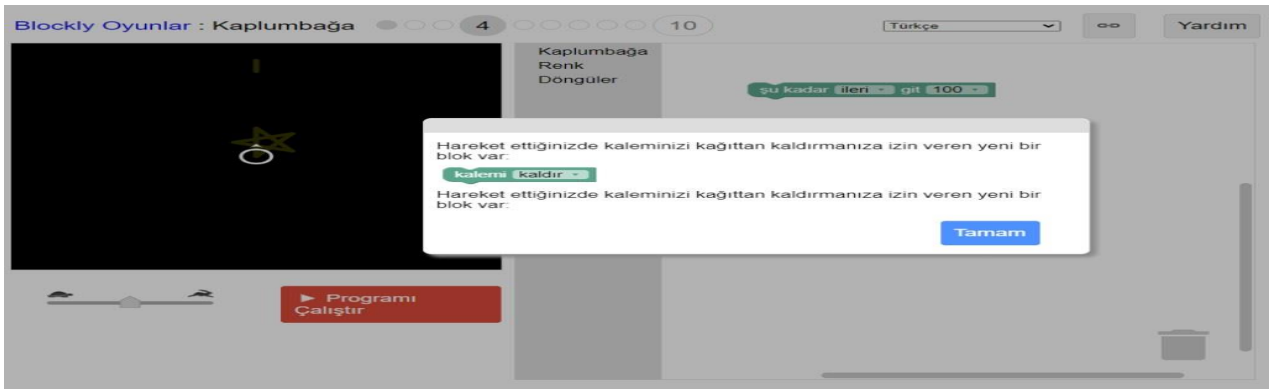 Blockly Oyunlar : Kaplumbağa 4 10 Türkçe Yardım
Kaplumbağa
Renk
Döngüler
şu kadar ileri git 100
Hareket ettiğinizde kaleminizi kağıttan kaldırmanıza izin veren yeni bir
blok var:
kalemi kaldır
Hareket ettiğinizde kaleminizi kağıttan kaldırmanıza izin veren yeni bir
blok var:
Tamam
Programı
Çalıştır